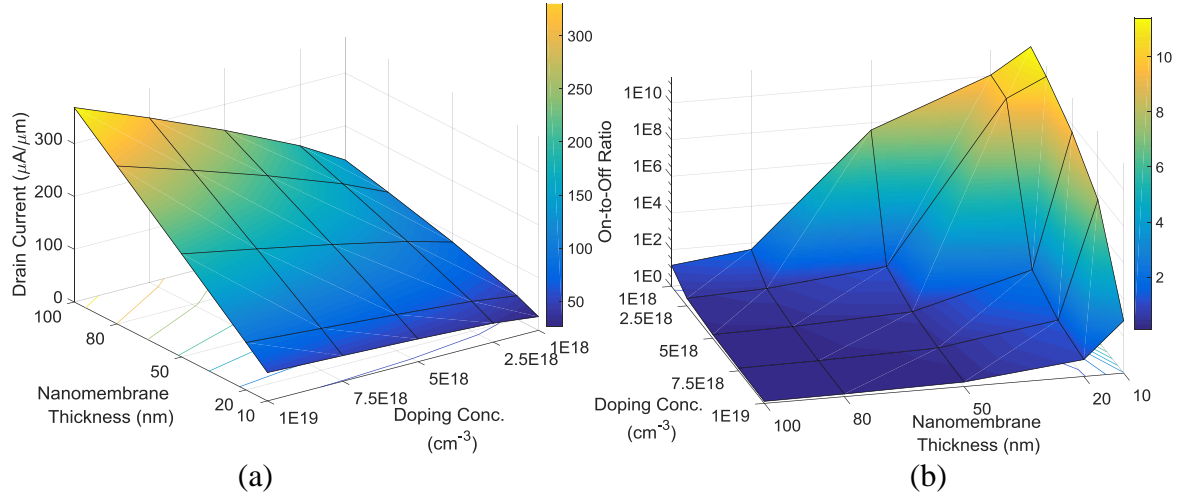 300
250
200
150
100
50
Drain Current (μA/μm)
300
200
100
0
100
80
50
20
10
Nanomembrane
Thickness (nm)
1E19
7.5E18
5E18
2.5E18
1E18
Doping Conc.
(cm-3)
(a)
10
8
6
4
2
On-to-Off Ratio
1E10
1E8
1E6
1E4
1E2
1E0
1E18
2.5E18
5E18
7.5E18
1E19
Doping Conc.
(cm-3)
100
80
50
20
10
Nanomembrane
Thickness (nm)
(b)